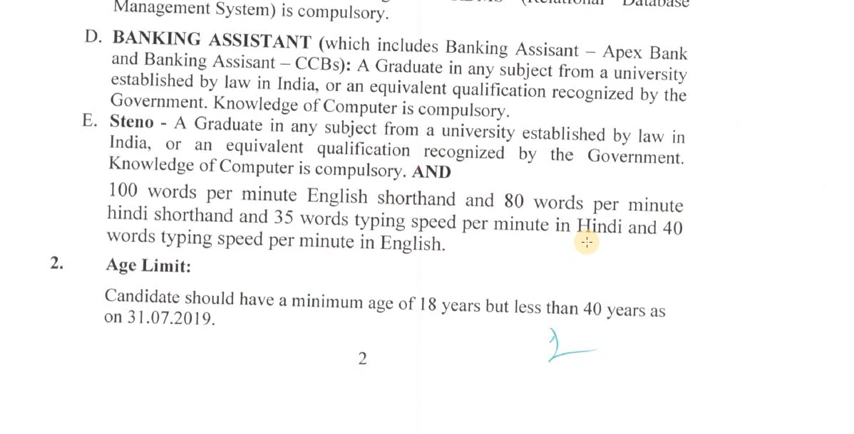 Management System) is compulsory.
D. BANKING ASSISTANT (which includes Banking Assisant – Apex Bank
and Banking Assisant – CCBs): A Graduate in any subject from a university
established by law in India, or an equivalent qualification recognized by the
Government. Knowledge of Computer is compulsory.
E. Steno - A Graduate in any subject from a university established by law in
India, or an equivalent qualification recognized by the Government.
Knowledge of Computer is compulsory. AND
100 words per minute English shorthand and 80 words per minute
hindi shorthand and 35 words typing speed per minute in Hindi and 40
words typing speed per minute in English.
2. Age Limit:
Candidate should have a minimum age of 18 years but less than 40 years as
on 31.07.2019.
2